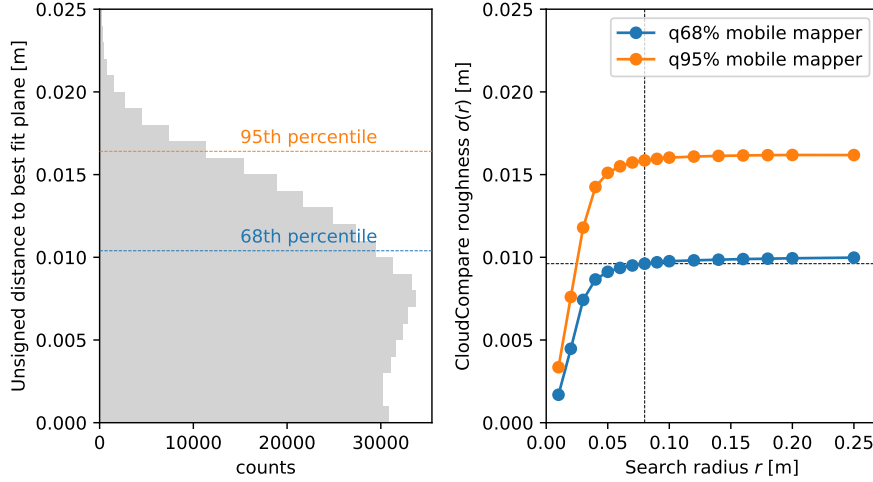 0.025
0.020
0.015
0.010
0.005
0.000
Unsigned distance to best fit plane [m]
95th percentile
68th percentile
0
10000
20000
30000
counts
0.025
0.020
0.015
0.010
0.005
0.000
CloudCompare roughness σ(r) [m]
q68% mobile mapper
q95% mobile mapper
0.00
0.05
0.10
0.15
0.20
0.25
Search radius r [m]